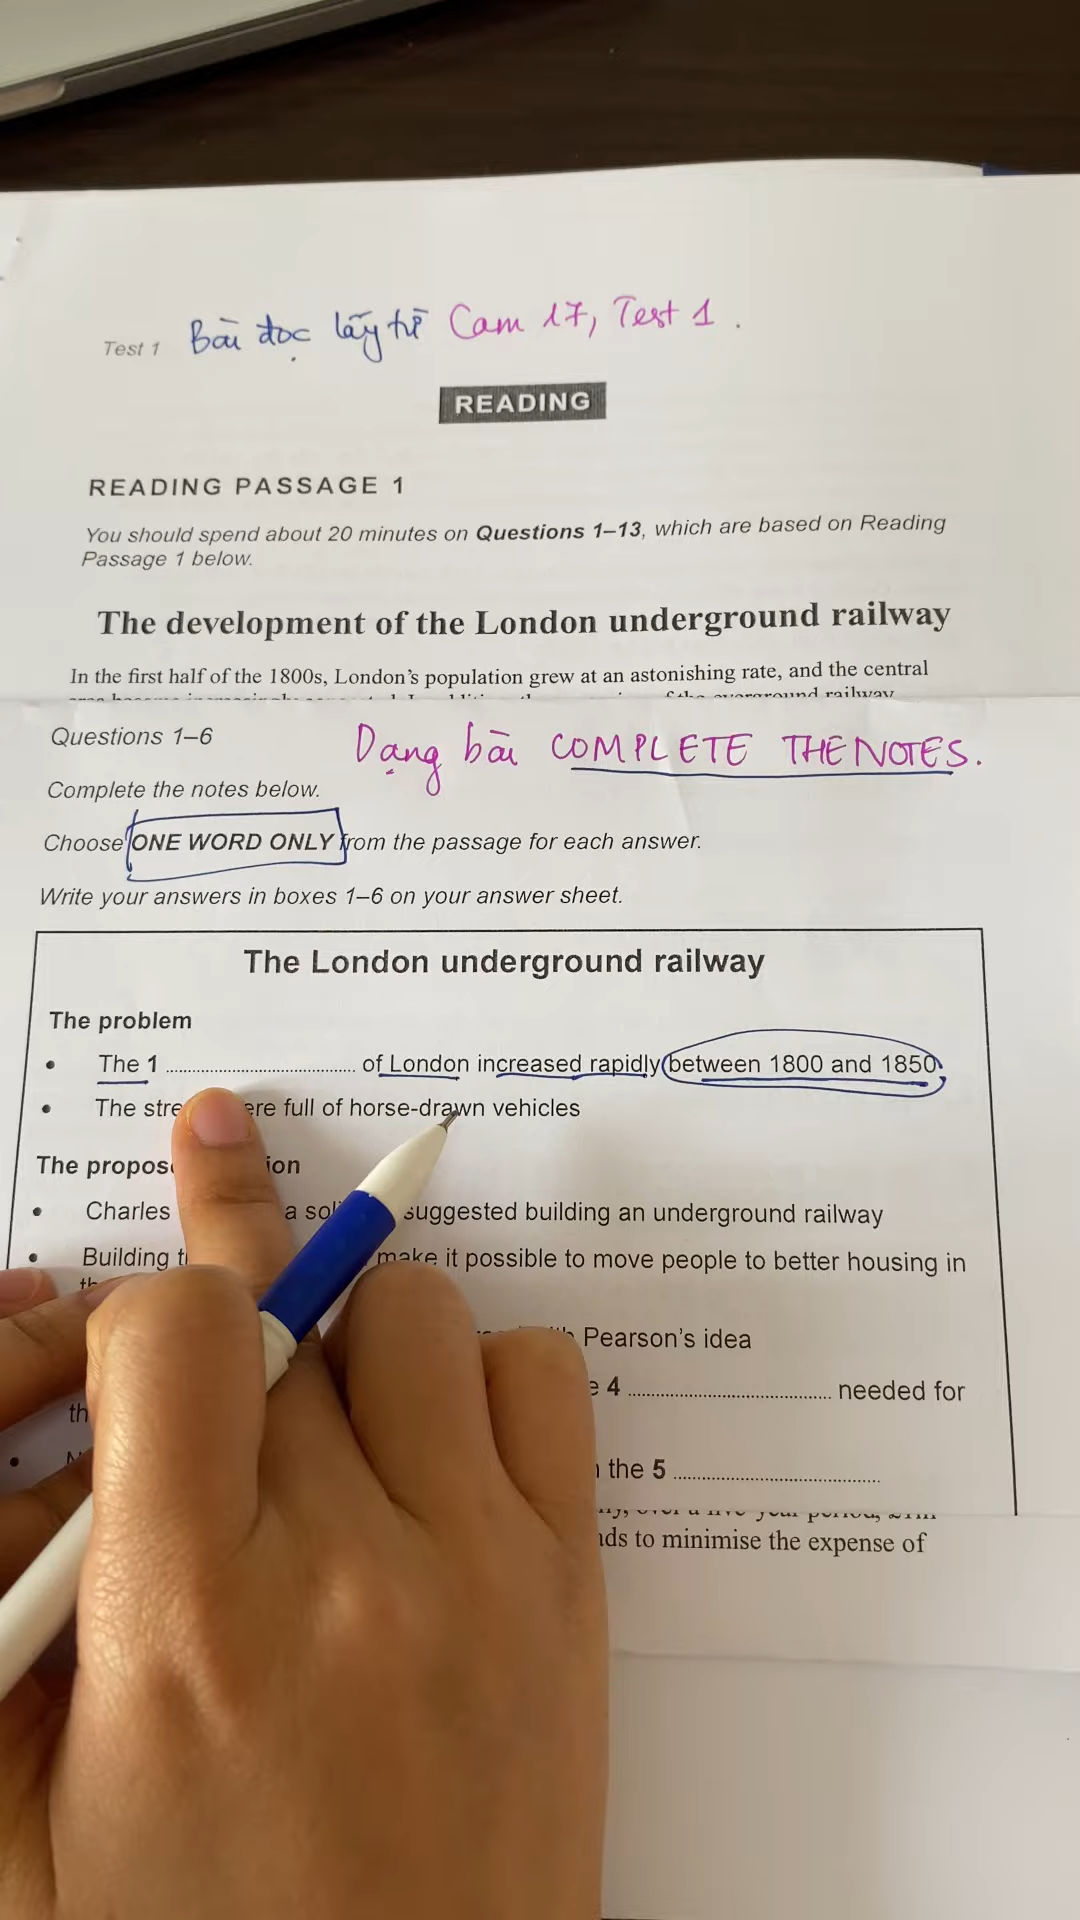 Bài đọc lấy từ Cam 17, Test 1.
Test 1
READING
READING PASSAGE 1
You should spend about 20 minutes on Questions 1–13, which are based on Reading
Passage 1 below.
The development of the London underground railway
In the first half of the 1800s, London's population grew at an astonishing rate, and the central
overground railway
Questions 1–6
Dạng bài COMPLETE THE NOTES.
Complete the notes below.
Choose ONE WORD ONLY from the passage for each answer.
Write your answers in boxes 1–6 on your answer sheet.
The London underground railway
The problem
• The 1 .................... of London increased rapidly between 1800 and 1850
• The full of horse-drawn vehicles
The
• Charles a suggested building an underground railway
• Building make it possible to move people to better housing in
Pearson's idea
4 .................... needed for
the 5 ....................
to minimise the expense of